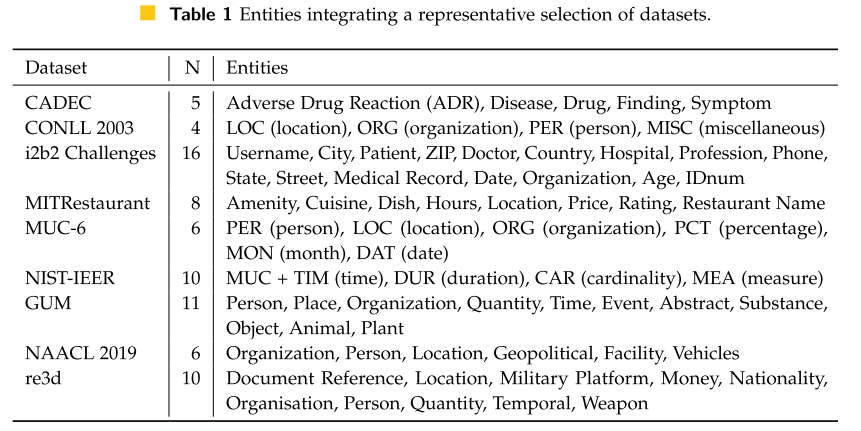 Table 1 Entities integrating a representative selection of datasets.
Dataset N Entities
CADEC 5 Adverse Drug Reaction (ADR), Disease, Drug, Finding, Symptom
CONLL 2003 4 LOC (location), ORG (organization), PER (person), MISC (miscellaneous)
i2b2 Challenges 16 Username, City, Patient, ZIP, Doctor, Country, Hospital, Profession, Phone,
State, Street, Medical Record, Date, Organization, Age, IDnum
MITRestaurant 8 Amenity, Cuisine, Dish, Hours, Location, Price, Rating, Restaurant Name
MUC-6 6 PER (person), LOC (location), ORG (organization), PCT (percentage),
MON (month), DAT (date)
NIST-IEER 10 MUC + TIM (time), DUR (duration), CAR (cardinality), MEA (measure)
GUM 11 Person, Place, Organization, Quantity, Time, Event, Abstract, Substance,
Object, Animal, Plant
NAACL 2019 6 Organization, Person, Location, Geopolitical, Facility, Vehicles
re3d 10 Document Reference, Location, Military Platform, Money, Nationality,
Organisation, Person, Quantity, Temporal, Weapon